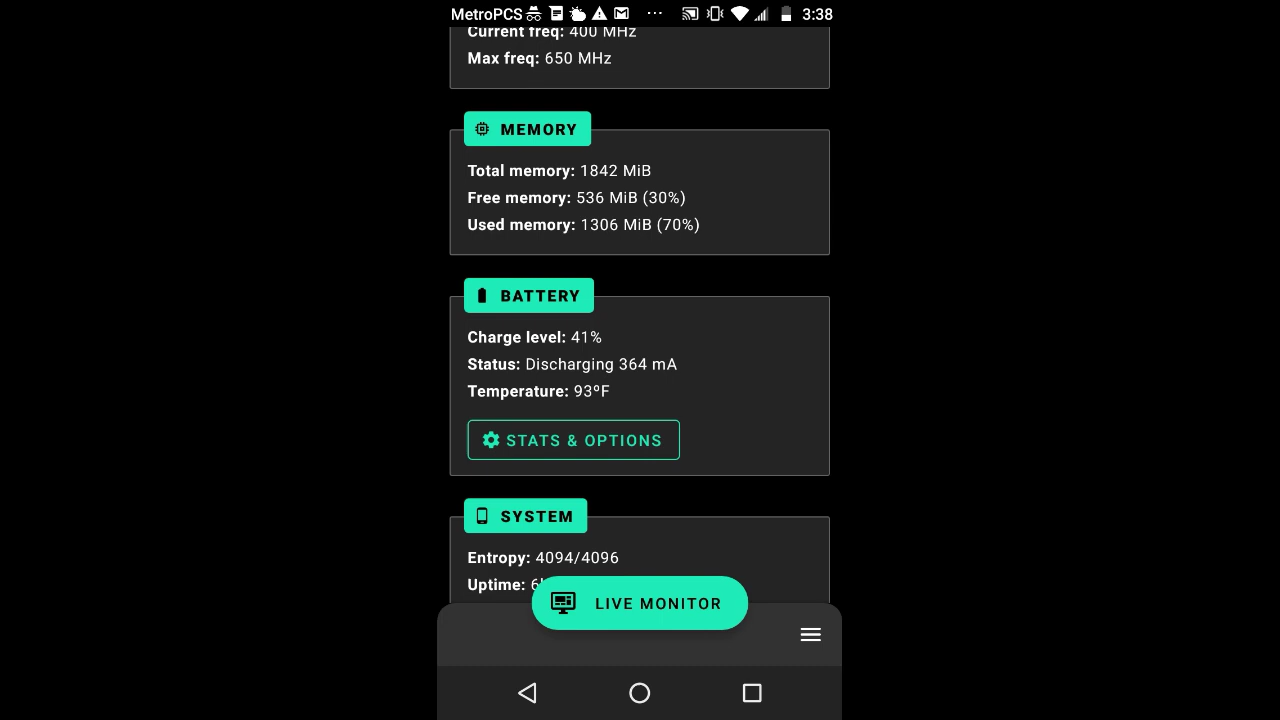 MetroPCS 3:38
Current freq: 400 MHz
Max freq: 650 MHz
MEMORY
Total memory: 1842 MiB
Free memory: 536 MiB (30%)
Used memory: 1306 MiB (70%)
BATTERY
Charge level: 41%
Status: Discharging 364 mA
Temperature: 93ºF
STATS & OPTIONS
SYSTEM
Entropy: 4094/4096
Uptime:
LIVE MONITOR